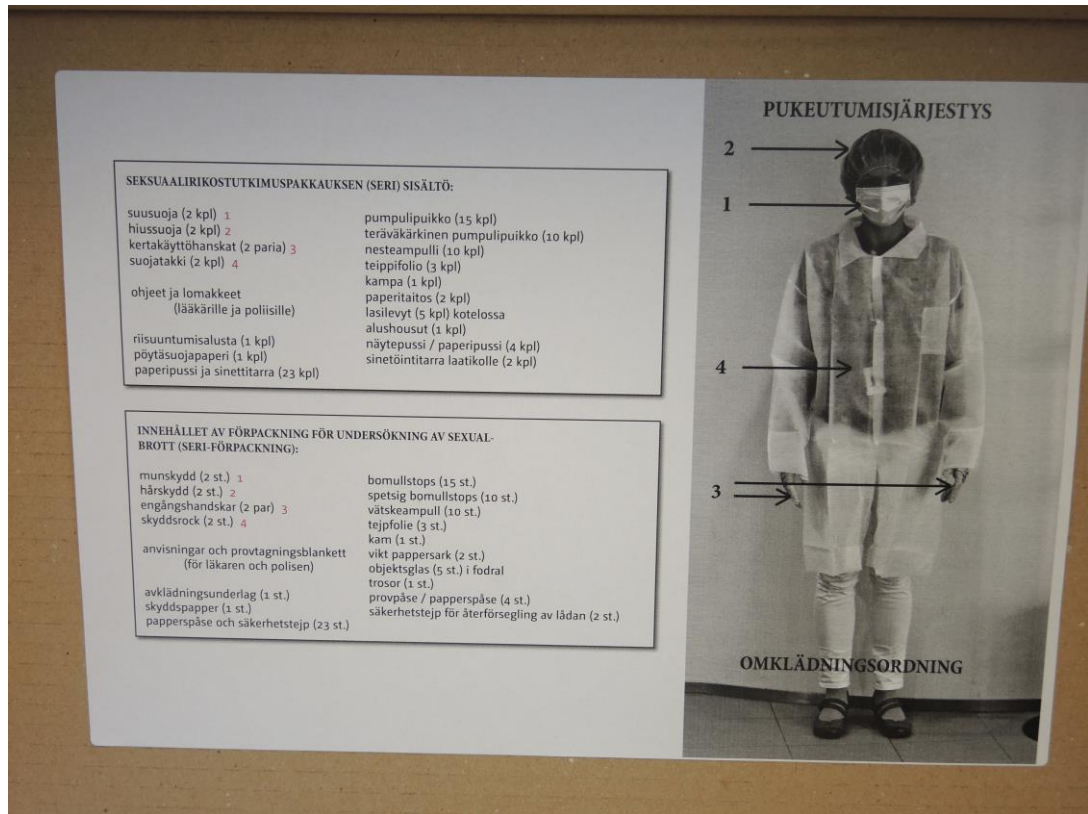 SEKSUAALIRIKOSTUTKIMUSPAKKAUKSEN (SERI) SISÄLTÖ:
suusuoja (2 kpl) 1
hiussuoja (2 kpl) 2
kertakäyttöhanskat (2 paria) 3
suojatakki (2 kpl) 4
ohjeet ja lomakkeet
(lääkärille ja poliisille)
riisuuntumisalusta (1 kpl)
pöytäsuojapaperi (1 kpl)
paperipussi ja sinettitarra (23 kpl)
pumpulipuikko (15 kpl)
teräväkärkinen pumpulipuikko (10 kpl)
nesteampulli (10 kpl)
teippifolio (3 kpl)
kampa (1 kpl)
paperitaitos (2 kpl)
lasilevyt (5 kpl) kotelossa
alushousut (1 kpl)
näytepussi / paperipussi (4 kpl)
sinetöintitarra laatikolle (2 kpl)
INNEHÅLLET AV FÖRPACKNING FÖR UNDERSÖKNING AV SEXUAL-
BROTT (SERI-FÖRPACKNING):
munskydd (2 st.) 1
hårskydd (2 st.) 2
engångshandskar (2 par) 3
skyddsrock (2 st.) 4
anvisningar och provtagningsblankett
(för läkaren och polisen)
avklädningsunderlag (1 st.)
skyddspapper (1 st.)
papperspåse och säkerhetstejp (23 st.)
bomullstops (15 st.)
spetsig bomullstops (10 st.)
vätskeampull (10 st.)
tejpfolie (3 st.)
kam (1 st.)
vikt pappersark (2 st.)
objektsglas (5 st.) i fodral
trosor (1 st.)
provpåse / papperspåse (4 st.)
säkerhetstejp för återförsegling av lådan (2 st.)
PUKEUTUMISJÄRJESTYS
2
1
4
3
OMKLÄDNINGSORDNING